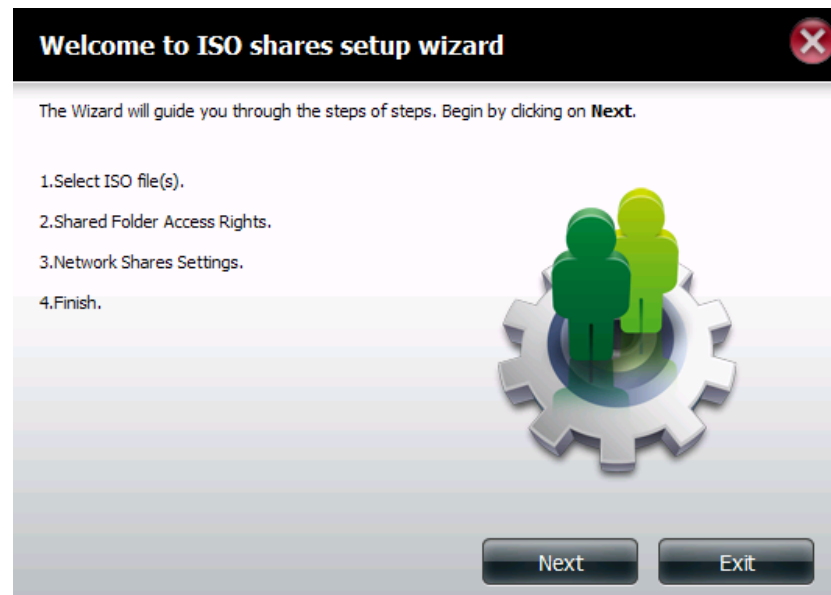 Welcome to ISO shares setup wizard
The Wizard will guide you through the steps of steps. Begin by clicking on Next.
1.Select ISO file(s).
2.Shared Folder Access Rights.
3.Network Shares Settings.
4.Finish.
Next
Exit